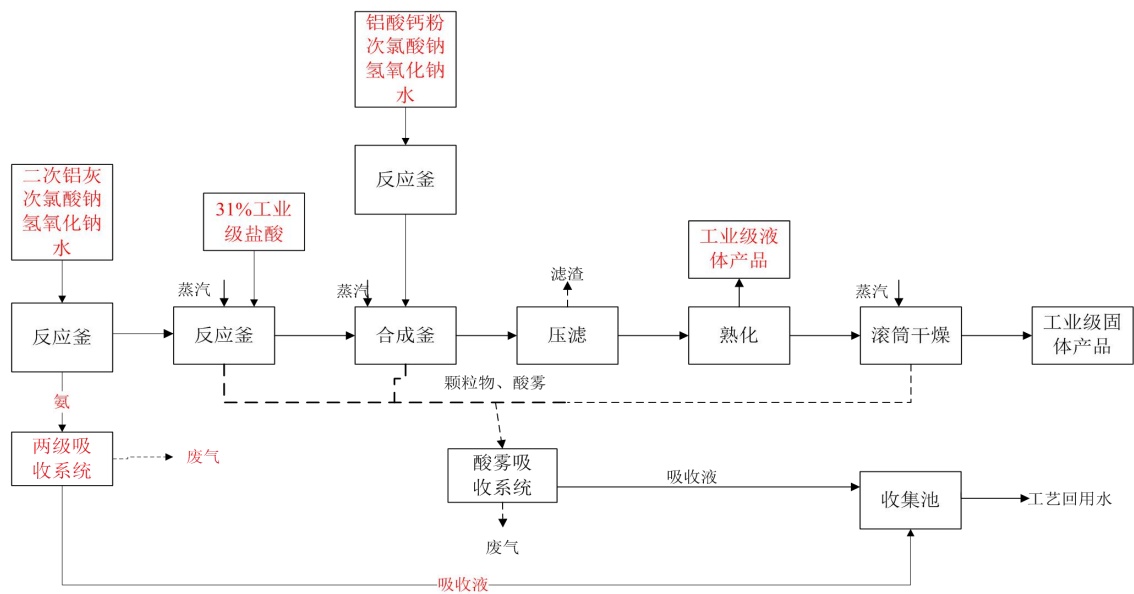 铝酸钙粉
次氯酸钠
氢氧化钠
水
反应釜
二次铝灰
次氯酸钠
氢氧化钠
水
31%工业
级盐酸
工业级液
体产品
滤渣
蒸汽
蒸汽
蒸汽
反应釜
反应釜
合成釜
压滤
熟化
滚筒干燥
工业级固
体产品
颗粒物、酸雾
氨
两级吸
收系统
废气
酸雾吸
收系统
吸收液
收集池
工艺回用水
废气
吸收液